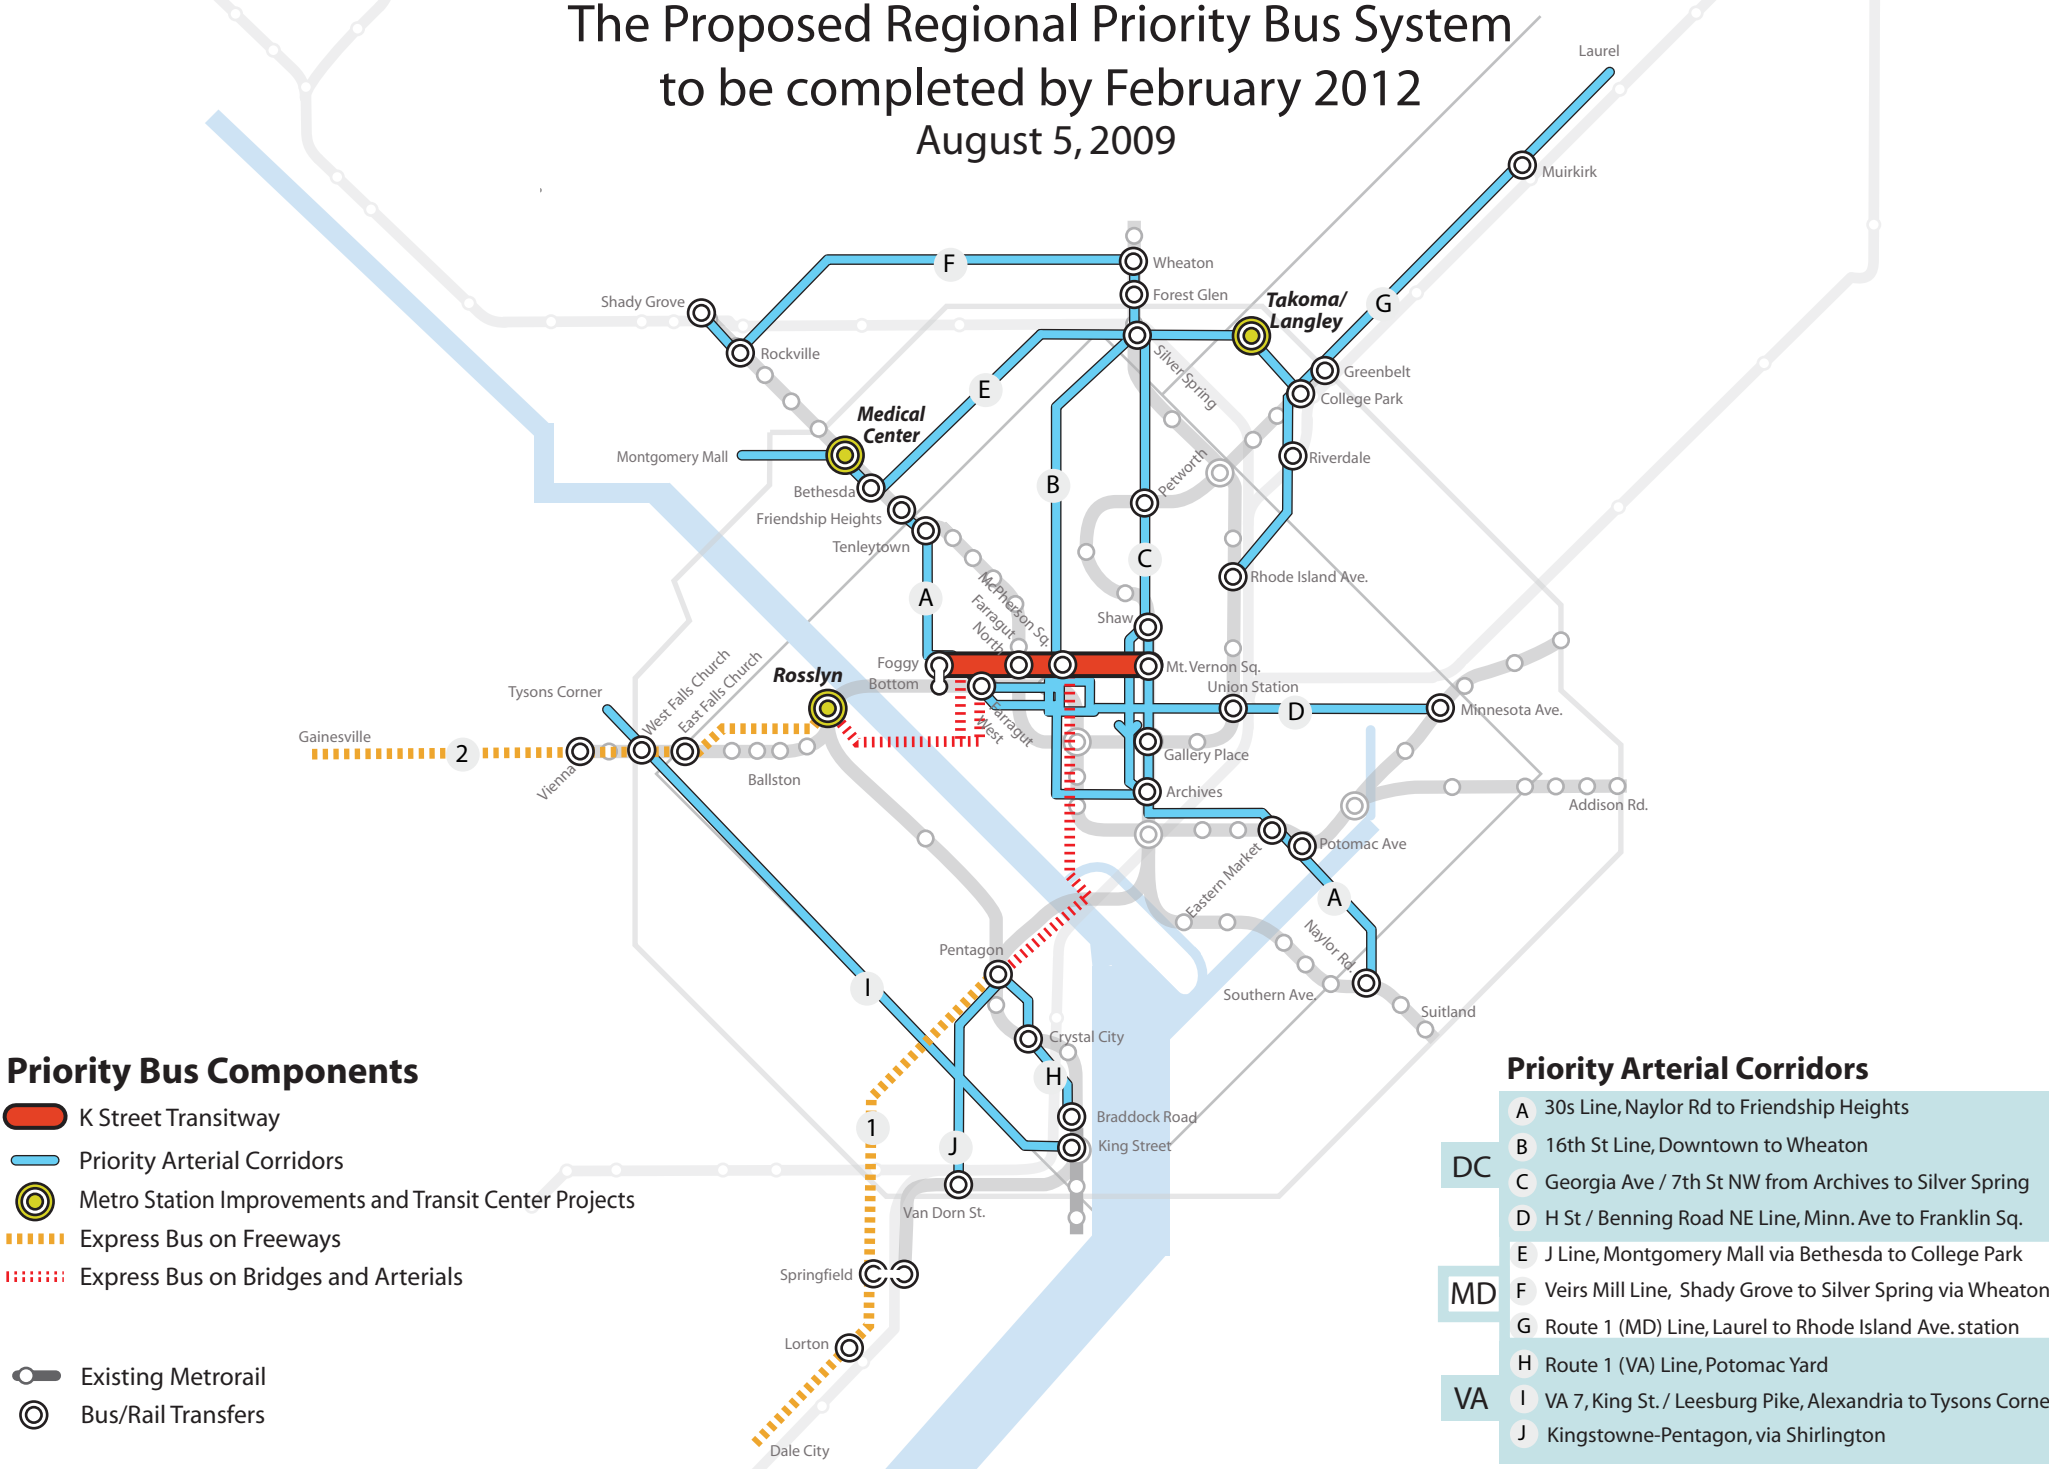 The Proposed Regional Priority Bus System
to be completed by February 2012
August 5, 2009
Laurel
Muirkirk
F
Wheaton
Forest Glen
Takoma/
Langley
G
Shady Grove
Rockville
Silver Spring
Greenbelt
College Park
E
Medical
Center
Montgomery Mall
Bethesda
Friendship Heights
Tenleytown
B
Petworth
Riverdale
C
Rhode Island Ave.
A
McPherson Sq.
Farragut
North
Shaw
Foggy
Bottom
Mt. Vernon Sq.
Union Station
D
Minnesota Ave.
Rosslyn
Tysons Corner
West Falls Church
East Falls Church
Gainesville
2
Vienna
Ballston
Farragut
West
Gallery Place
Archives
Addison Rd.
Potomac Ave
Eastern Market
A
Naylor Rd.
Southern Ave.
Suitland
Pentagon
I
Crystal City
H
Braddock Road
King Street
1
J
Van Dorn St.
Springfield
Lorton
Dale City
Priority Bus Components
K Street Transitway
Priority Arterial Corridors
Metro Station Improvements and Transit Center Projects
Express Bus on Freeways
Express Bus on Bridges and Arterials
Existing Metrorail
Bus/Rail Transfers
Priority Arterial Corridors
DC
A 30s Line, Naylor Rd to Friendship Heights
B 16th St Line, Downtown to Wheaton
C Georgia Ave / 7th St NW from Archives to Silver Spring
D H St / Benning Road NE Line, Minn. Ave to Franklin Sq.
MD
E J Line, Montgomery Mall via Bethesda to College Park
F Veirs Mill Line, Shady Grove to Silver Spring via Wheaton
G Route 1 (MD) Line, Laurel to Rhode Island Ave. station
VA
H Route 1 (VA) Line, Potomac Yard
I VA 7, King St. / Leesburg Pike, Alexandria to Tysons Corne
J Kingstowne-Pentagon, via Shirlington